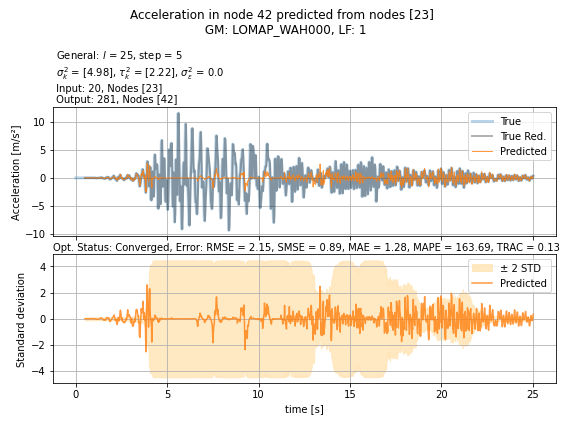 Acceleration in node 42 predicted from nodes [23]
GM: LOMAP_WAH000, LF: 1
General: l = 25, step = 5
σ²ₖ = [4.98], τ²ₖ = [2.22], σ²ε = 0.0
Input: 20, Nodes [23]
Output: 281, Nodes [42]
Acceleration [m/s²]
10
5
0
−5
−10
True
True Red.
Predicted
Opt. Status: Converged, Error: RMSE = 2.15, SMSE = 0.89, MAE = 1.28, MAPE = 163.69, TRAC = 0.13
Standard deviation
4
2
0
−2
−4
± 2 STD
Predicted
0 5 10 15 20 25
time [s]